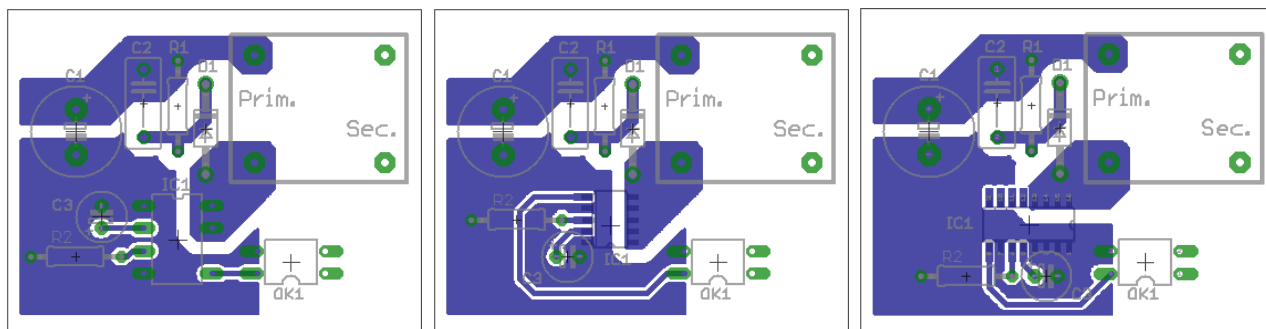 C1
C2
R1
D1
Prim.
Sec.
C3
IC1
R2
OK1
C1
C2
R1
D1
Prim.
Sec.
R2
C3
IC1
OK1
C1
C2
R1
D1
Prim.
Sec.
IC1
R2
C3
OK1